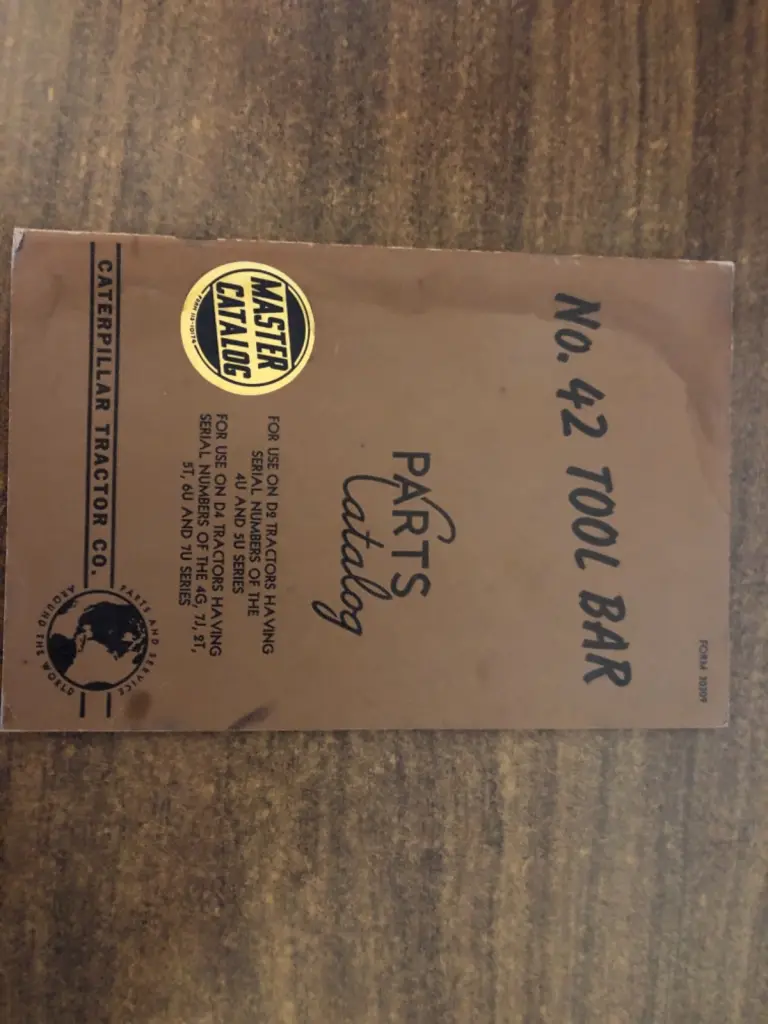 FORM 30309
No. 42 TOOL BAR
PARTS
Catalog
FOR USE ON D2 TRACTORS HAVING
SERIAL NUMBERS OF THE
4U AND 5U SERIES
FOR USE ON D4 TRACTORS HAVING
SERIAL NUMBERS OF THE 4G, 7J, 2T,
5T, 6U AND 7U SERIES
MASTER
CATALOG
CATERPILLAR TRACTOR CO.
PARTS AND SERVICE
AROUND THE WORLD